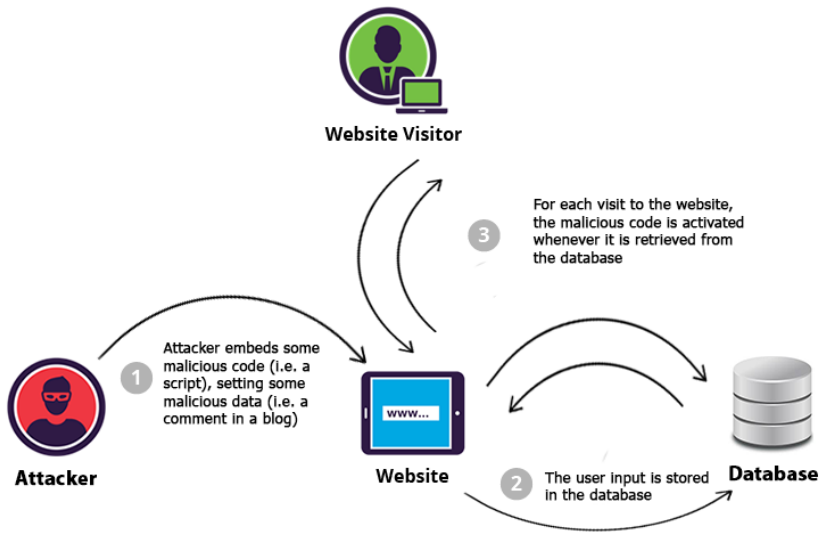 Website Visitor
For each visit to the website,
the malicious code is activated
whenever it is retrieved from
the database
3
Attacker embeds some
malicious code (i.e. a
script), setting some
malicious data (i.e. a
comment in a blog)
1
www...
Attacker
Website
Database
2
The user input is stored
in the database